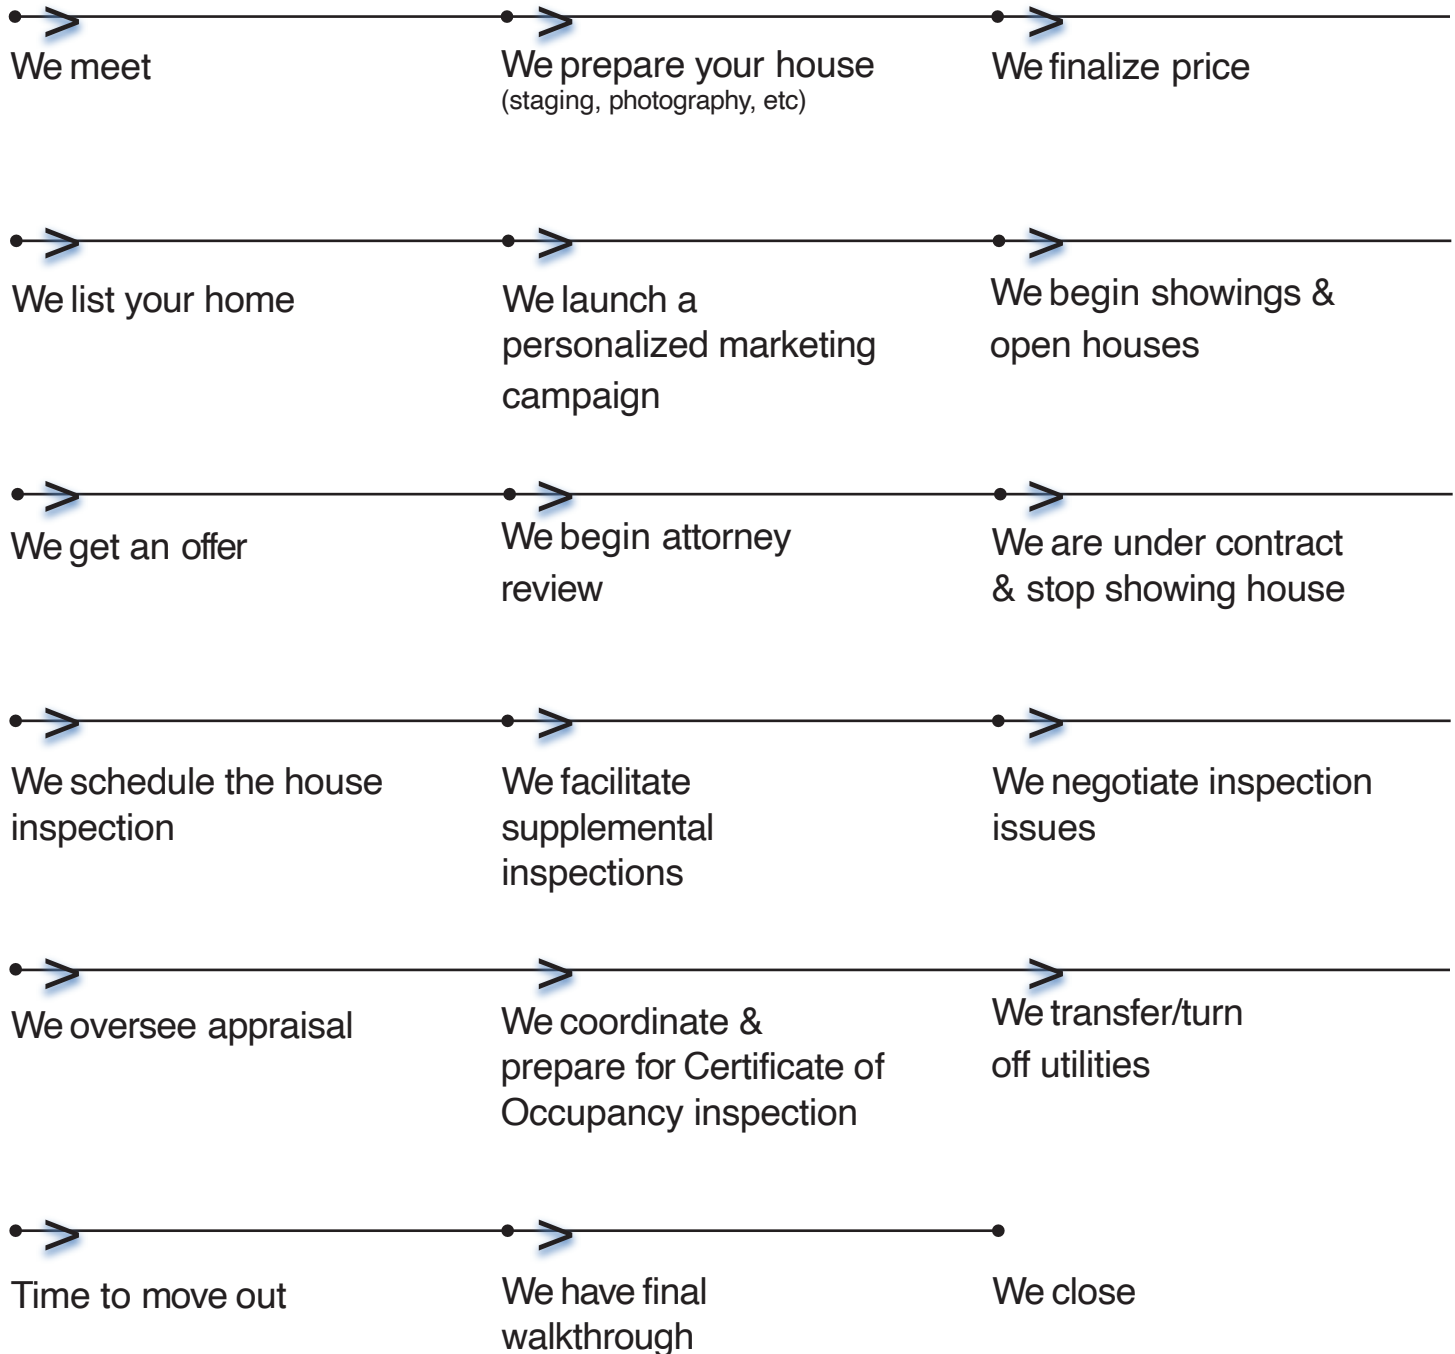 We meet
We prepare your house
(staging, photography, etc)
We finalize price
We list your home
We launch a
personalized marketing
campaign
We begin showings &
open houses
We get an offer
We begin attorney
review
We are under contract
& stop showing house
We schedule the house
inspection
We facilitate
supplemental
inspections
We negotiate inspection
issues
We oversee appraisal
We coordinate &
prepare for Certificate of
Occupancy inspection
We transfer/turn
off utilities
Time to move out
We have final
walkthrough
We close